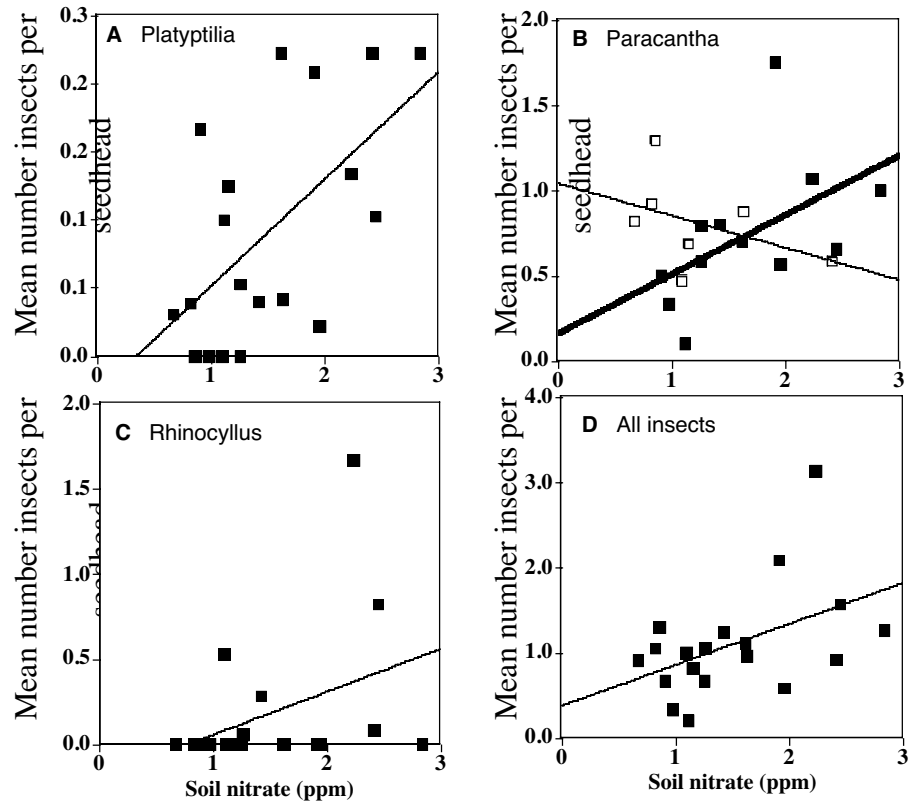 A Platyptilia
Mean number insects per
seedhead
0.3
0.2
0.2
0.1
0.1
0.0
0 1 2 3
B Paracantha
Mean number insects per
seedhead
2.0
1.5
1.0
0.5
0.0
0 1 2 3
C Rhinocyllus
Mean number insects per
seedhead
2.0
1.5
1.0
0.5
0.0
0 1 2 3
Soil nitrate (ppm)
D All insects
Mean number insects per
4.0
3.0
2.0
1.0
0.0
0 1 2 3
Soil nitrate (ppm)